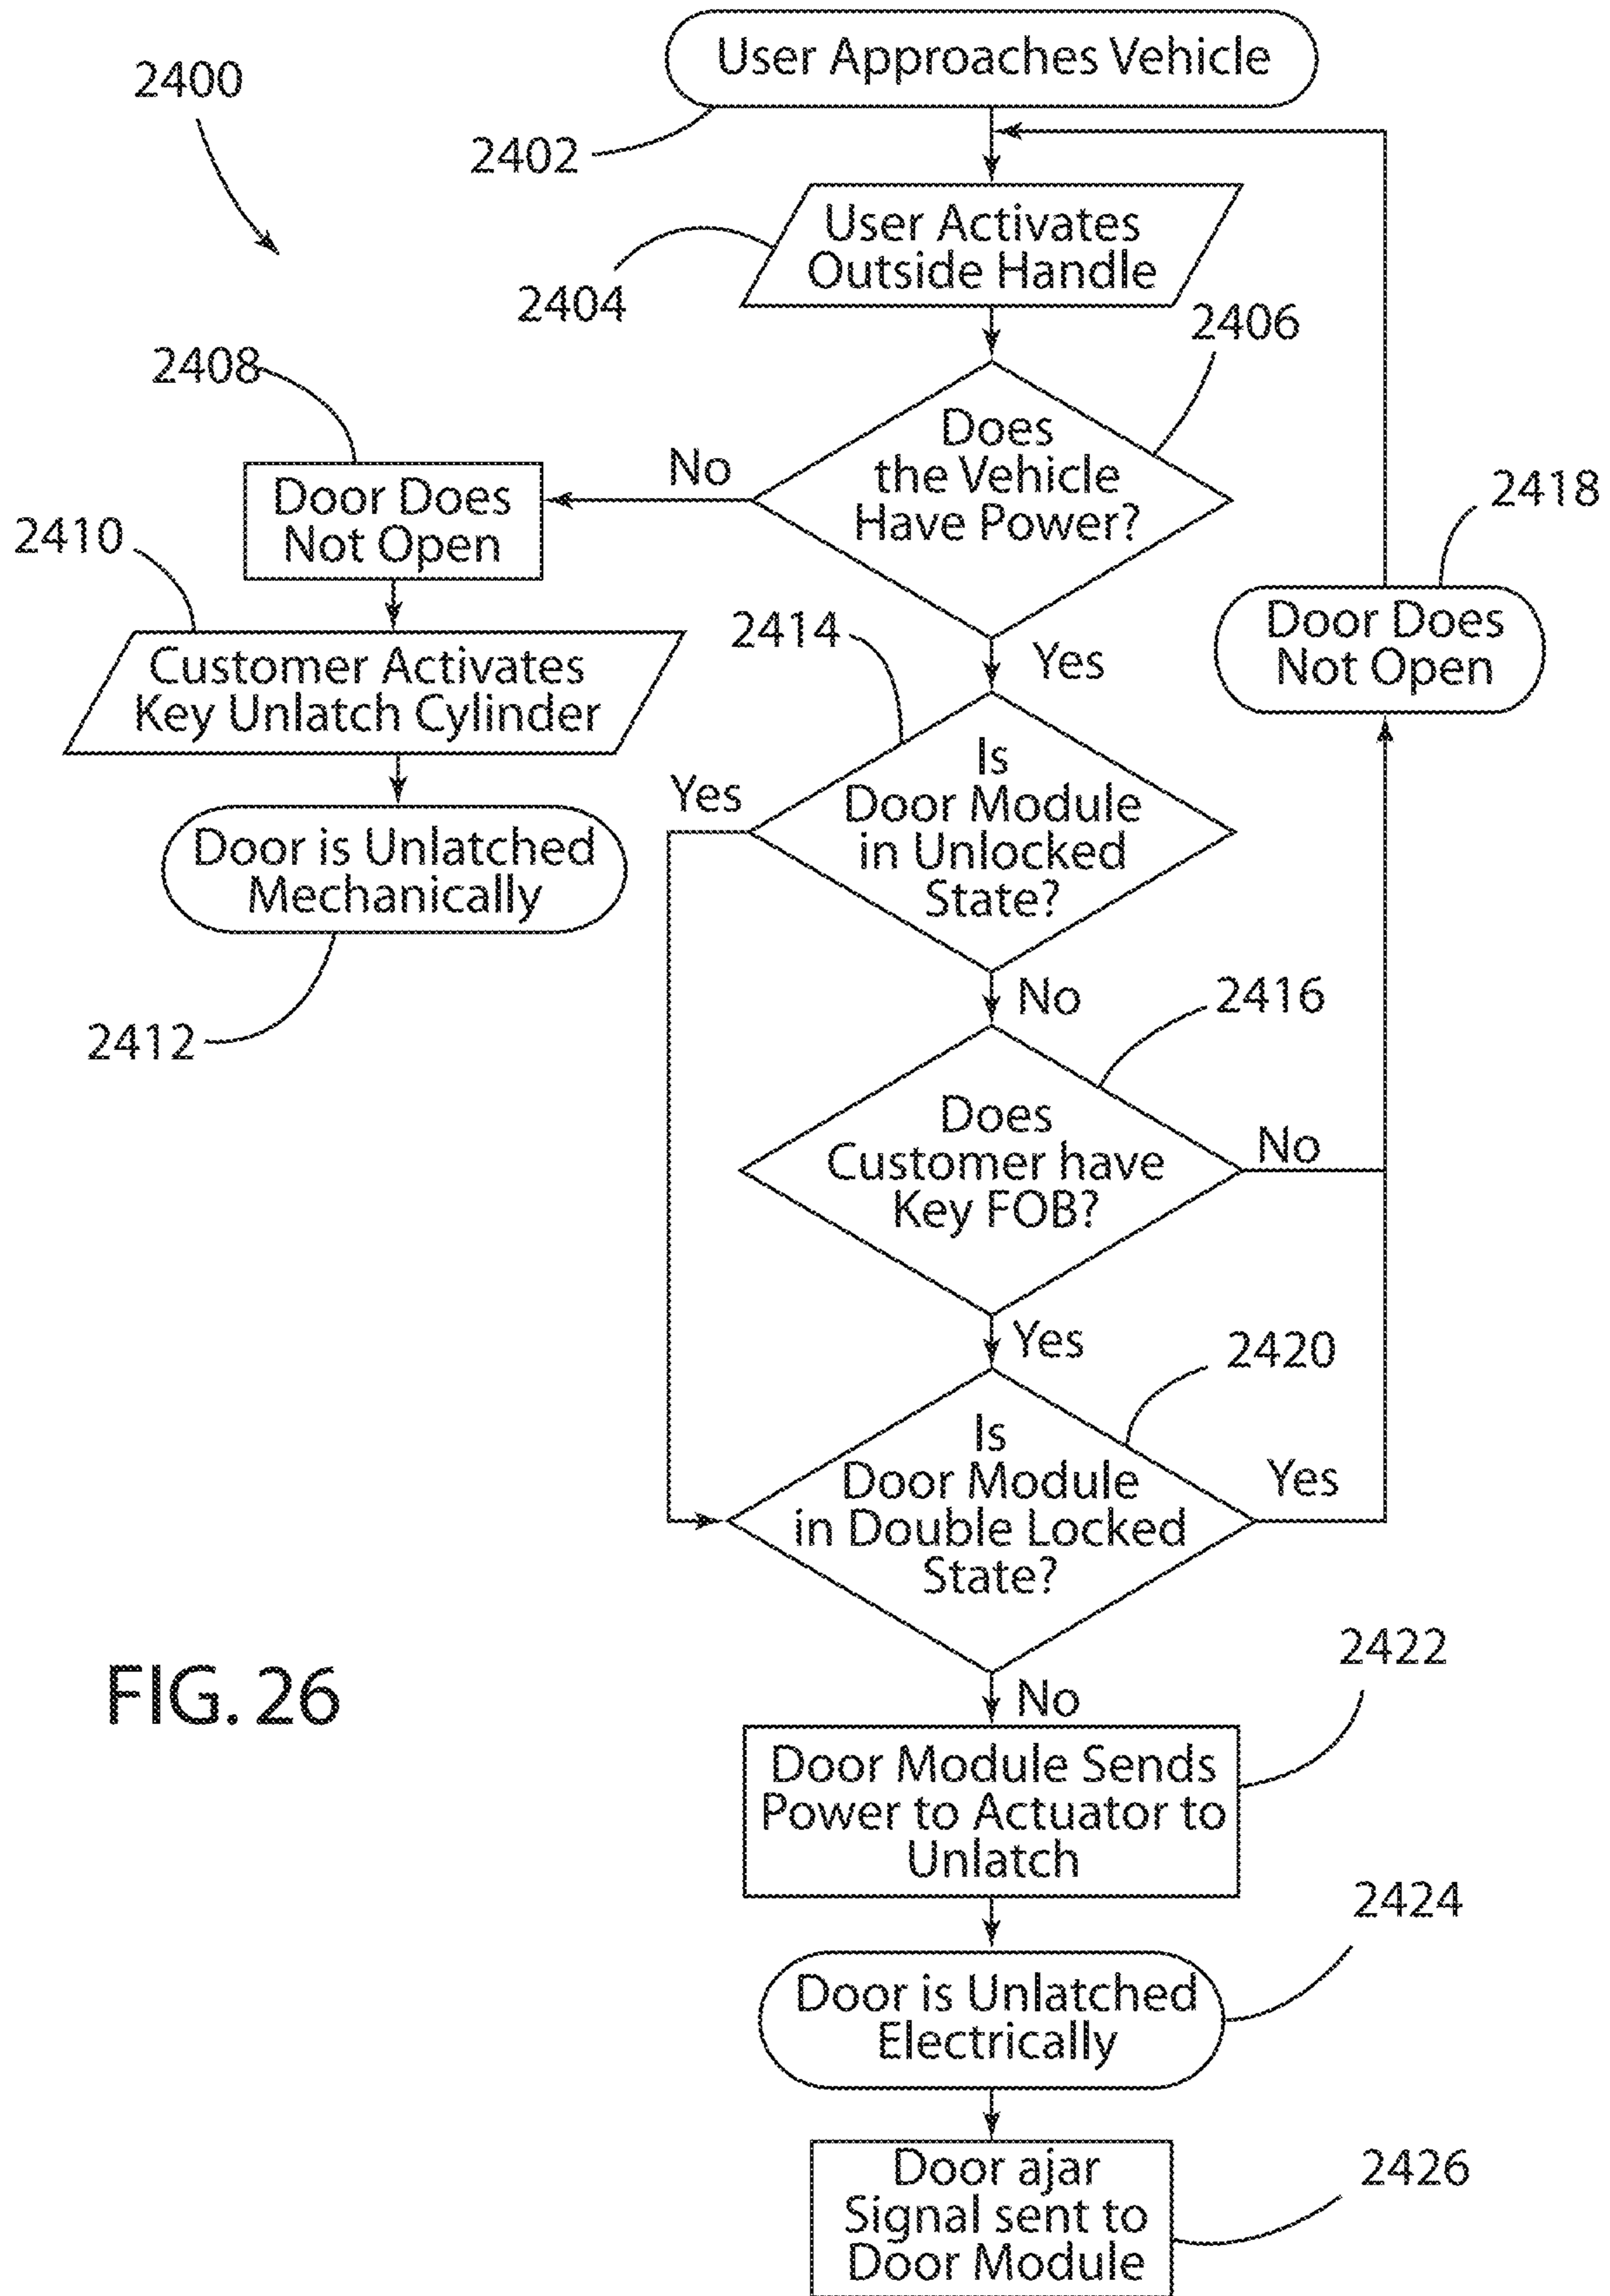 User Approaches Vehicle
2400
2402
User Activates
Outside Handle
2404
2406
2408
Does
the Vehicle
Have Power?
No
Yes
Door Does
Not Open
2410
Customer Activates
Key Unlatch Cylinder
Door is Unlatched
Mechanically
2412
2418
Door Does
Not Open
2414
Is
Door Module
in Unlocked
State?
Yes
No
2416
Does
Customer have
Key FOB?
No
Yes
2420
Is
Door Module
in Double Locked
State?
Yes
No
2422
Door Module Sends
Power to Actuator to
Unlatch
2424
Door is Unlatched
Electrically
2426
Door ajar
Signal sent to
Door Module
FIG. 26